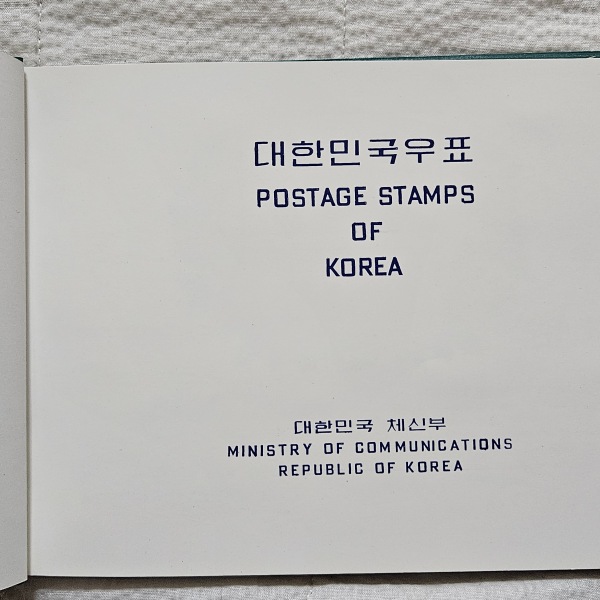 대한민국우표
POSTAGE STAMPS
OF
KOREA
대한민국 체신부
MINISTRY OF COMMUNICATIONS
REPUBLIC OF KOREA